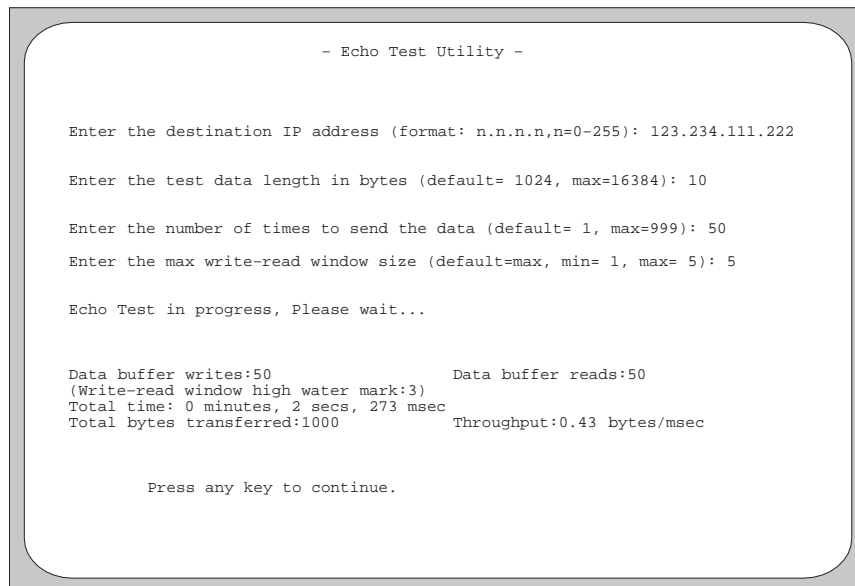 - Echo Test Utility -
Enter the destination IP address (format: n.n.n.n,n=0-255): 123.234.111.222
Enter the test data length in bytes (default= 1024, max=16384): 10
Enter the number of times to send the data (default= 1, max=999): 50
Enter the max write-read window size (default=max, min= 1, max= 5): 5
Echo Test in progress, Please wait...
Data buffer writes:50 Data buffer reads:50
(Write-read window high water mark:3)
Total time: 0 minutes, 2 secs, 273 msec
Total bytes transferred:1000 Throughput:0.43 bytes/msec
Press any key to continue.